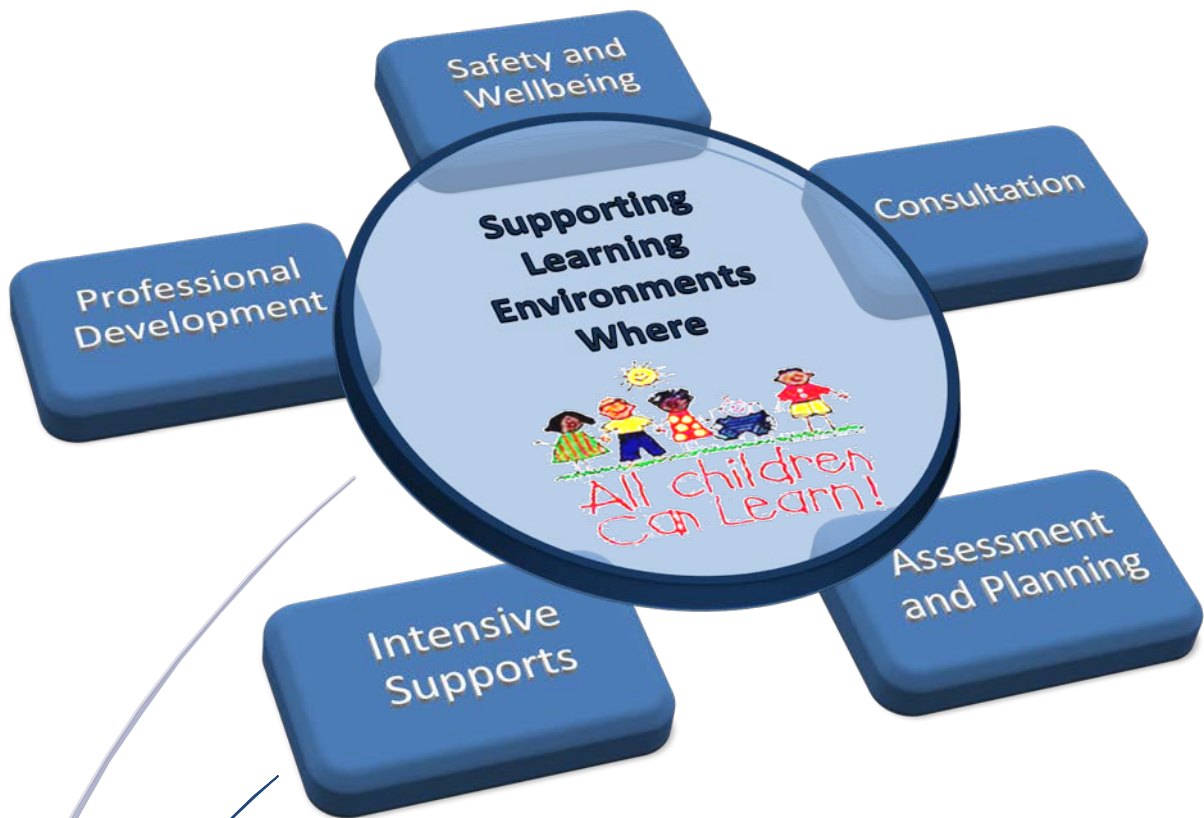 Safety and
Wellbeing
Consultation
Professional
Development
Supporting
Learning
Environments
Where
All children
Can Learn!
Assessment
and Planning
Intensive
Supports